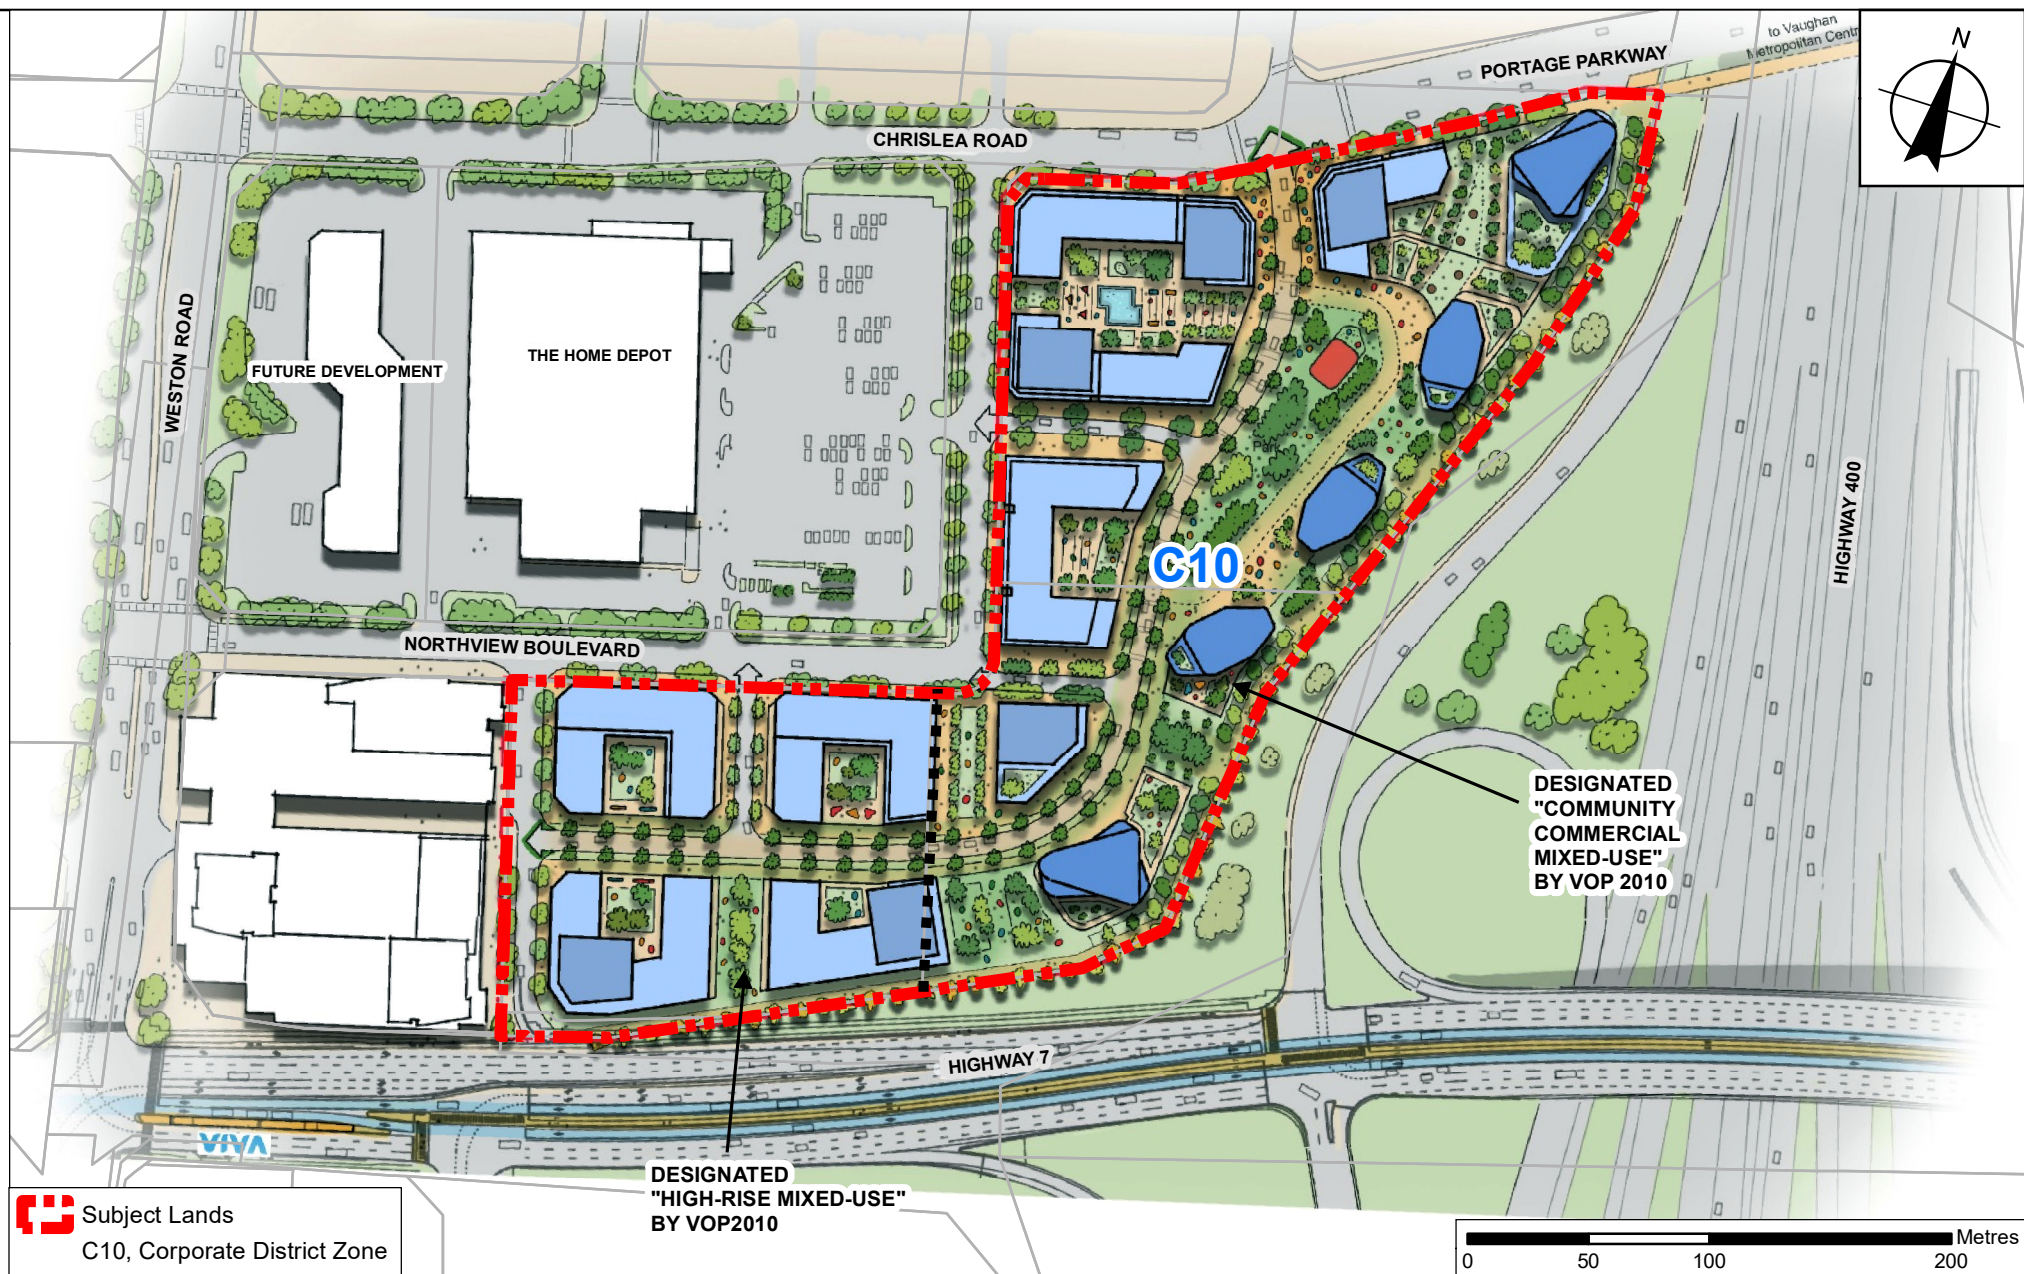 to Vaughan
Metropolitan Centr
N
PORTAGE PARKWAY
CHRISLEA ROAD
WESTON ROAD
FUTURE DEVELOPMENT
THE HOME DEPOT
Park
HIGHWAY 400
C10
NORTHVIEW BOULEVARD
DESIGNATED
"COMMUNITY
COMMERCIAL
MIXED-USE"
BY VOP 2010
HIGHWAY 7
VIVA
DESIGNATED
"HIGH-RISE MIXED-USE"
BY VOP2010
Subject Lands
C10, Corporate District Zone
Metres
0 50 100 200